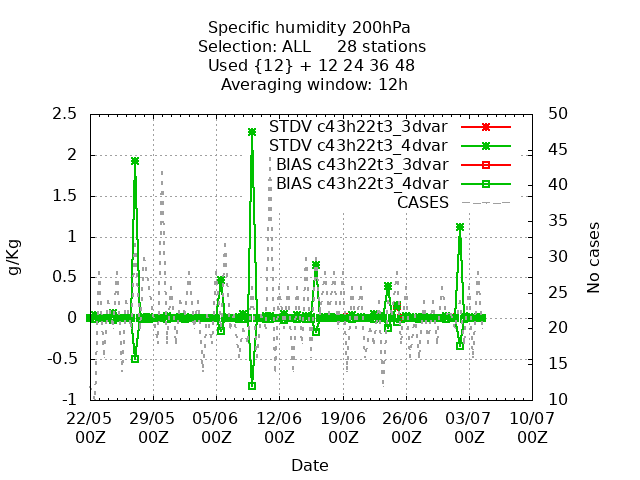 Specific humidity 200hPa
Selection: ALL     28 stations
Used {12} + 12 24 36 48
Averaging window: 12h
STDV c43h22t3_3dvar
STDV c43h22t3_4dvar
BIAS c43h22t3_3dvar
BIAS c43h22t3_4dvar
CASES
g/Kg
2.5
2
1.5
1
0.5
0
-0.5
-1
50
45
40
35
30
25
20
15
10
No cases
22/05 29/05 05/06 12/06 19/06 26/06 03/07 10/07
00Z 00Z 00Z 00Z 00Z 00Z 00Z 00Z
Date